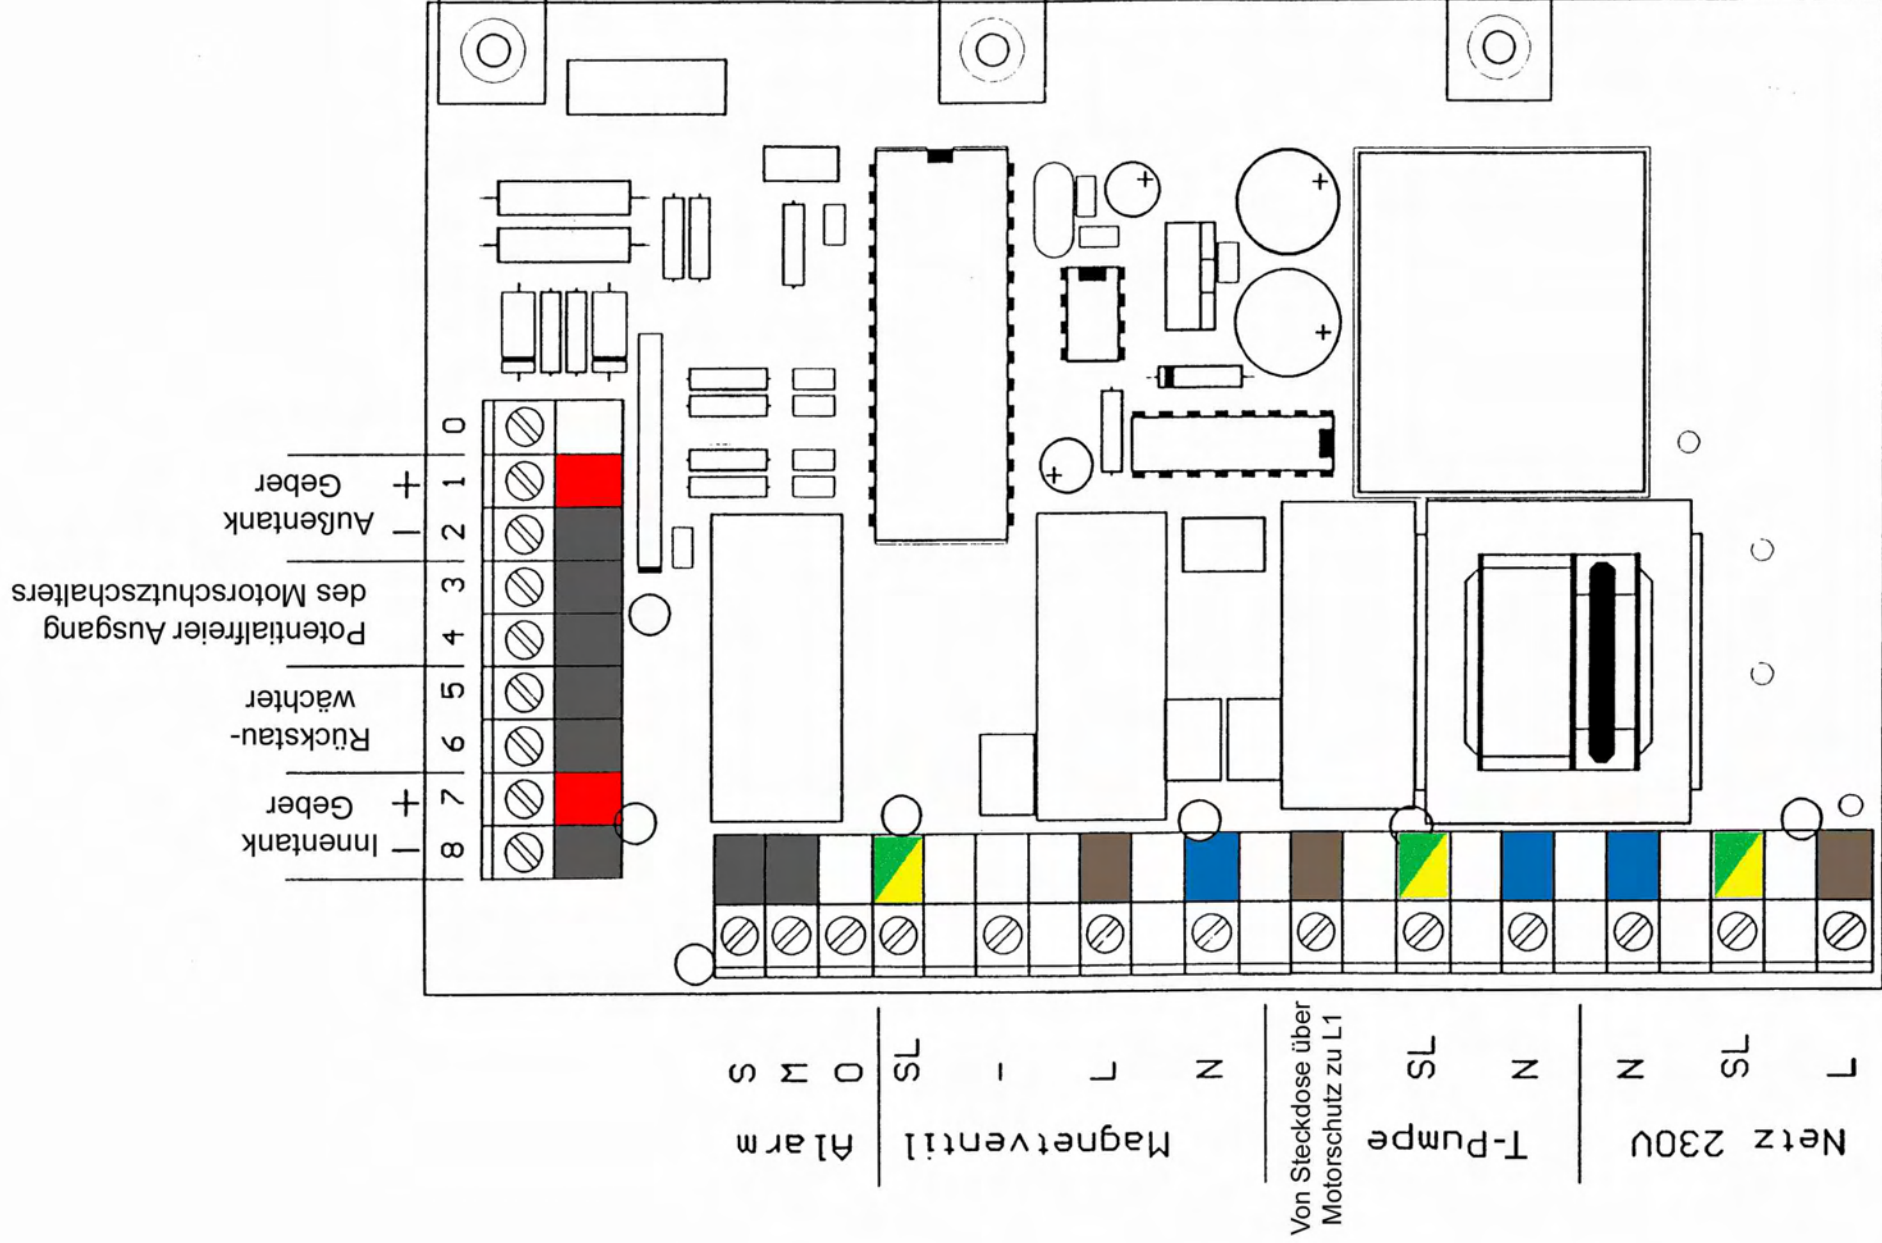 0
1
2
3
4
5
6
7
8
+
-
Außentank
Geber
Potentialfreier Ausgang
des Motorschutzschalters
Rückstau-
wächter
+
-
Innentank
Geber
S M O
Alarm
SL - L N
Magnetventil
Von Steckdose über
Motorschutz zu L1
SL N
T-Pumpe
N SL L
Netz 230V
+
+
+
+